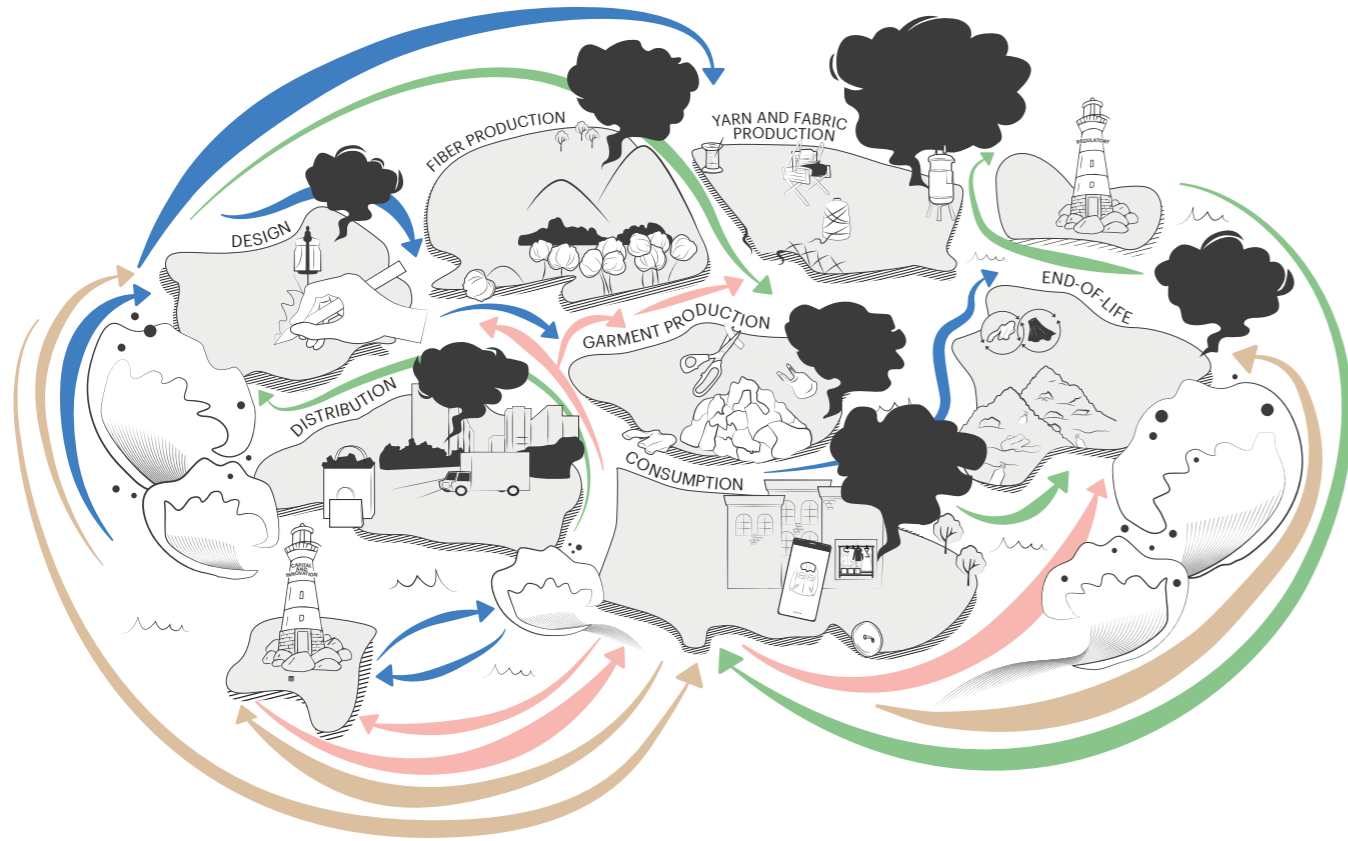 FIBER PRODUCTION
YARN AND FABRIC
PRODUCTION
REGULATORY
DESIGN
END-OF-LIFE
GARMENT PRODUCTION
DISTRIBUTION
CONSUMPTION
CAPITAL
AND
INNOVATION